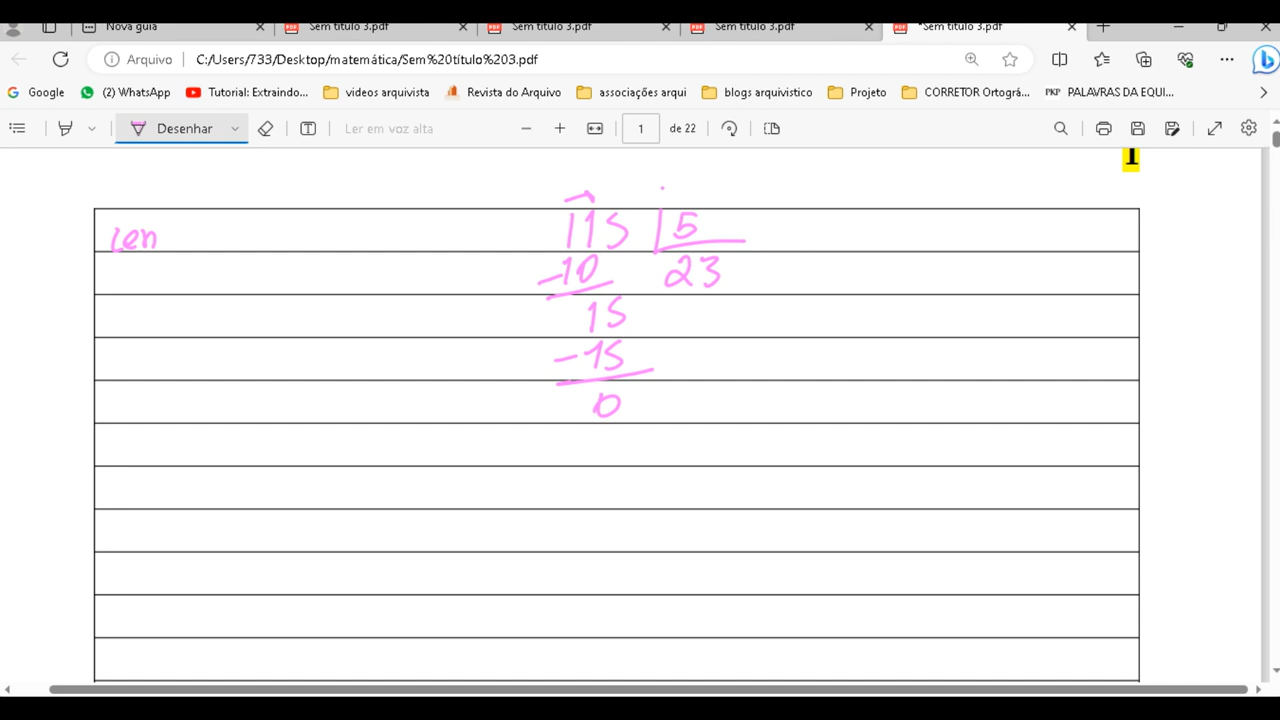 Nova guia
Sem título 3.pdf
Sem título 3.pdf
Sem título 3.pdf
*Sem título 3.pdf
Arquivo C:/Users/733/Desktop/matemática/Sem%20título%203.pdf
Google (2) WhatsApp Tutorial: Extraindo... videos arquivista Revista do Arquivo associações arqui blogs arquivistico Projeto CORRETOR Ortográ... PKP PALAVRAS DA EQUI...
Desenhar Ler em voz alta 1 de 22
1
115 5
-10 23
15
-15
0